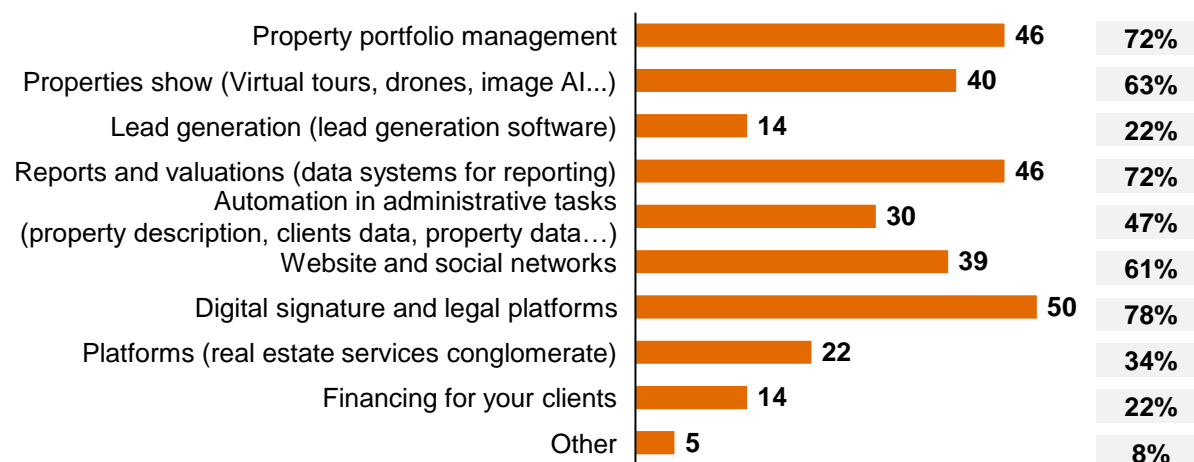 Property portfolio management 46 72%
Properties show (Virtual tours, drones, image AI...) 40 63%
Lead generation (lead generation software) 14 22%
Reports and valuations (data systems for reporting) 46 72%
Automation in administrative tasks
(property description, clients data, property data…) 30 47%
Website and social networks 39 61%
Digital signature and legal platforms 50 78%
Platforms (real estate services conglomerate) 22 34%
Financing for your clients 14 22%
Other 5 8%